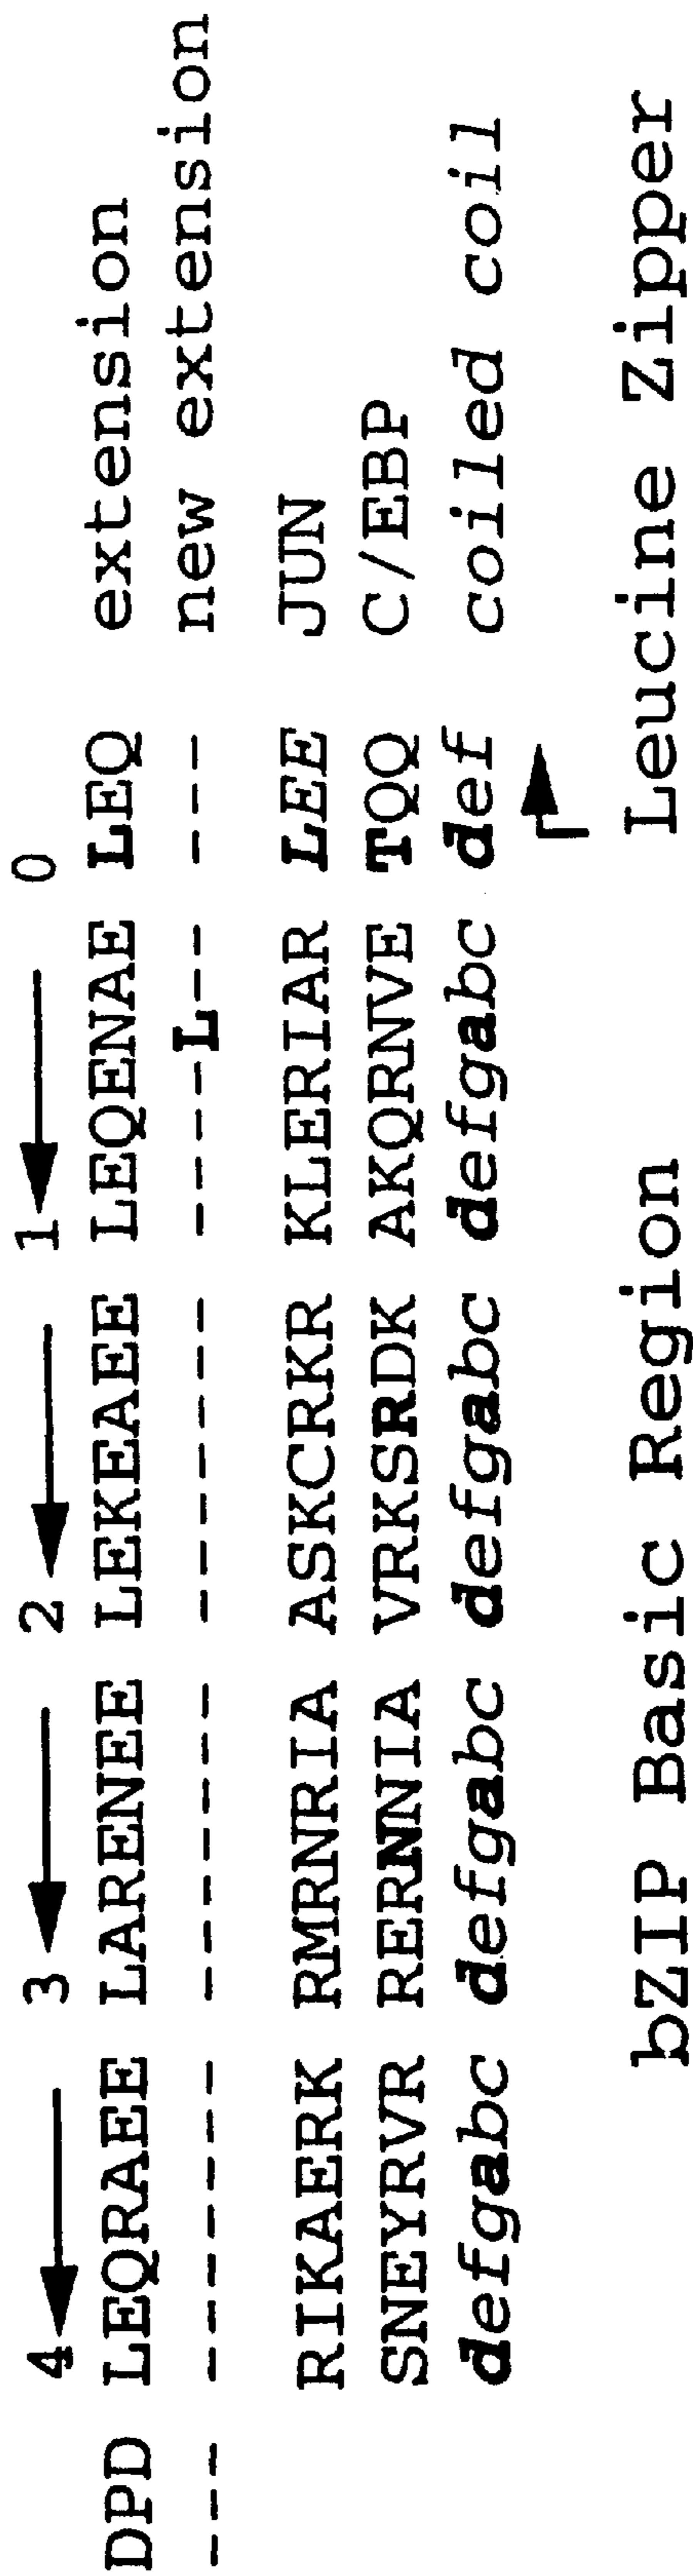 4 3 2 1 0
DPD LEQRAEE LARENEE LEKEAEE LEQENAE LEQ extension
--- ------- ------- ------- ----L-- --- new extension
RIKAERK RMRNRIA ASKCRKR KLERIAR LEE JUN
SNEYRVR RERNNIA VRKSRDK AKQRNVE TQQ C/EBP
defgabc defgabc defgabc defgabc def coiled coil
bZIP Basic Region Leucine Zipper